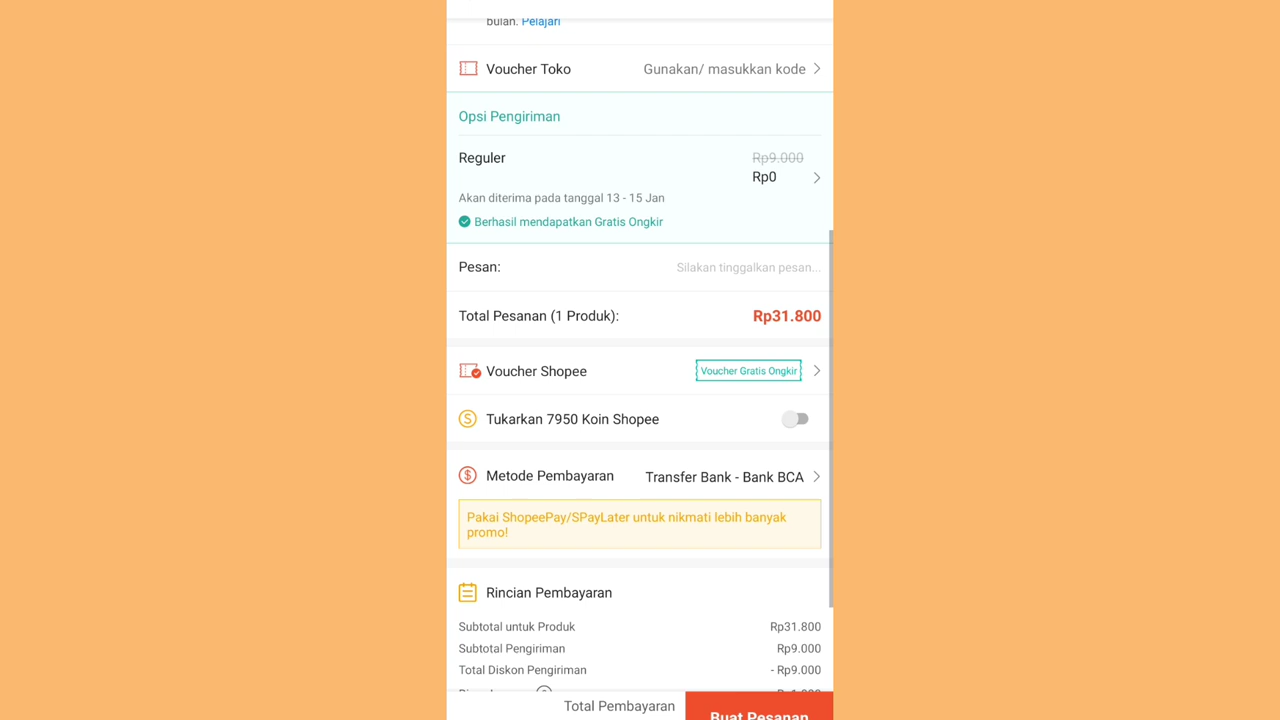 bulan. Pelajari
Voucher Toko Gunakan/ masukkan kode
Opsi Pengiriman
Reguler Rp9.000
Rp0
Akan diterima pada tanggal 13 - 15 Jan
Berhasil mendapatkan Gratis Ongkir
Pesan: Silakan tinggalkan pesan...
Total Pesanan (1 Produk): Rp31.800
Voucher Shopee Voucher Gratis Ongkir
Tukarkan 7950 Koin Shopee
Metode Pembayaran Transfer Bank - Bank BCA
Pakai ShopeePay/SPayLater untuk nikmati lebih banyak
promo!
Rincian Pembayaran
Subtotal untuk Produk Rp31.800
Subtotal Pengiriman Rp9.000
Total Diskon Pengiriman - Rp9.000
Total Pembayaran Buat Pesanan